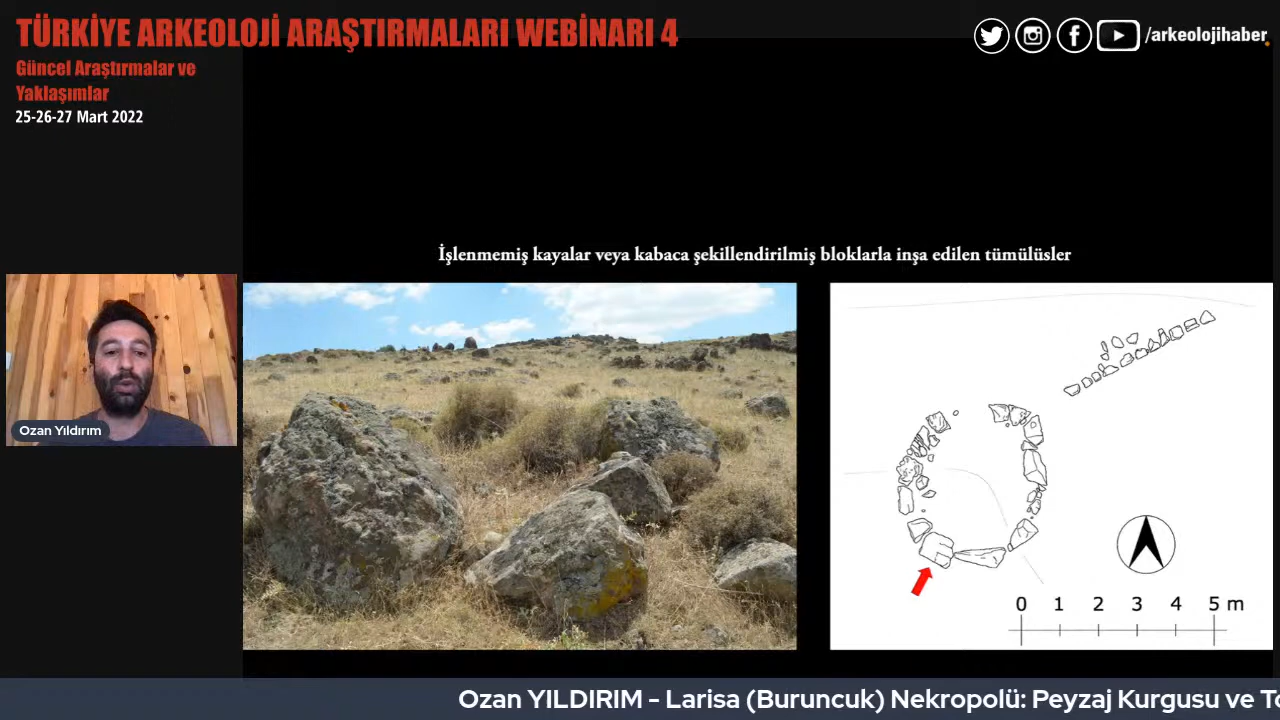 TÜRKİYE ARKEOLOJİ ARAŞTIRMALARI WEBİNARI 4
Güncel Araştırmalar ve
Yaklaşımlar
25-26-27 Mart 2022
/arkeolojihaber
İşlenmemiş kayalar veya kabaca şekillendirilmiş bloklarla inşa edilen tümülüsler
Ozan Yıldırım
0 1 2 3 4 5 m
Ozan YILDIRIM - Larisa (Buruncuk) Nekropolü: Peyzaj Kurgusu ve